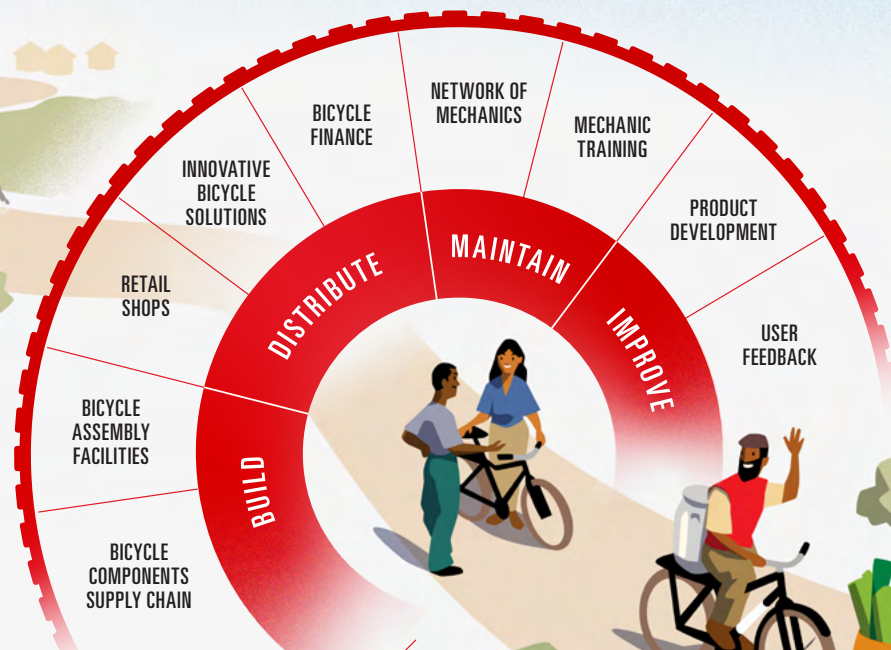 BUILD
BICYCLE
COMPONENTS
SUPPLY CHAIN
BICYCLE
ASSEMBLY
FACILITIES
DISTRIBUTE
RETAIL
SHOPS
INNOVATIVE
BICYCLE
SOLUTIONS
BICYCLE
FINANCE
MAINTAIN
NETWORK OF
MECHANICS
MECHANIC
TRAINING
IMPROVE
PRODUCT
DEVELOPMENT
USER
FEEDBACK